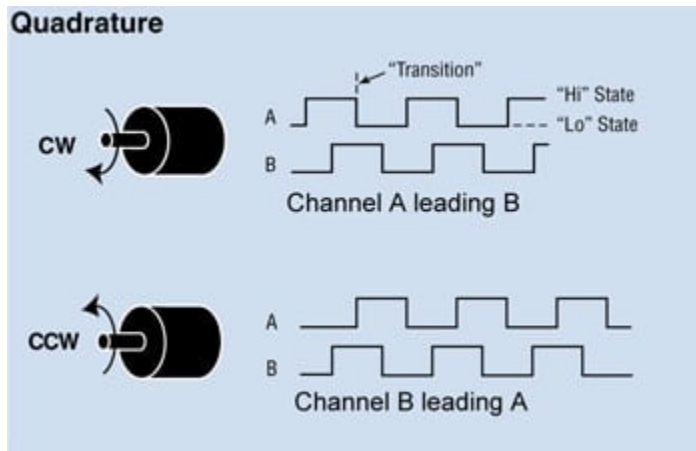 Quadrature
"Transition"
A
"Hi" State
"Lo" State
CW
B
Channel A leading B
A
CCW
B
Channel B leading A